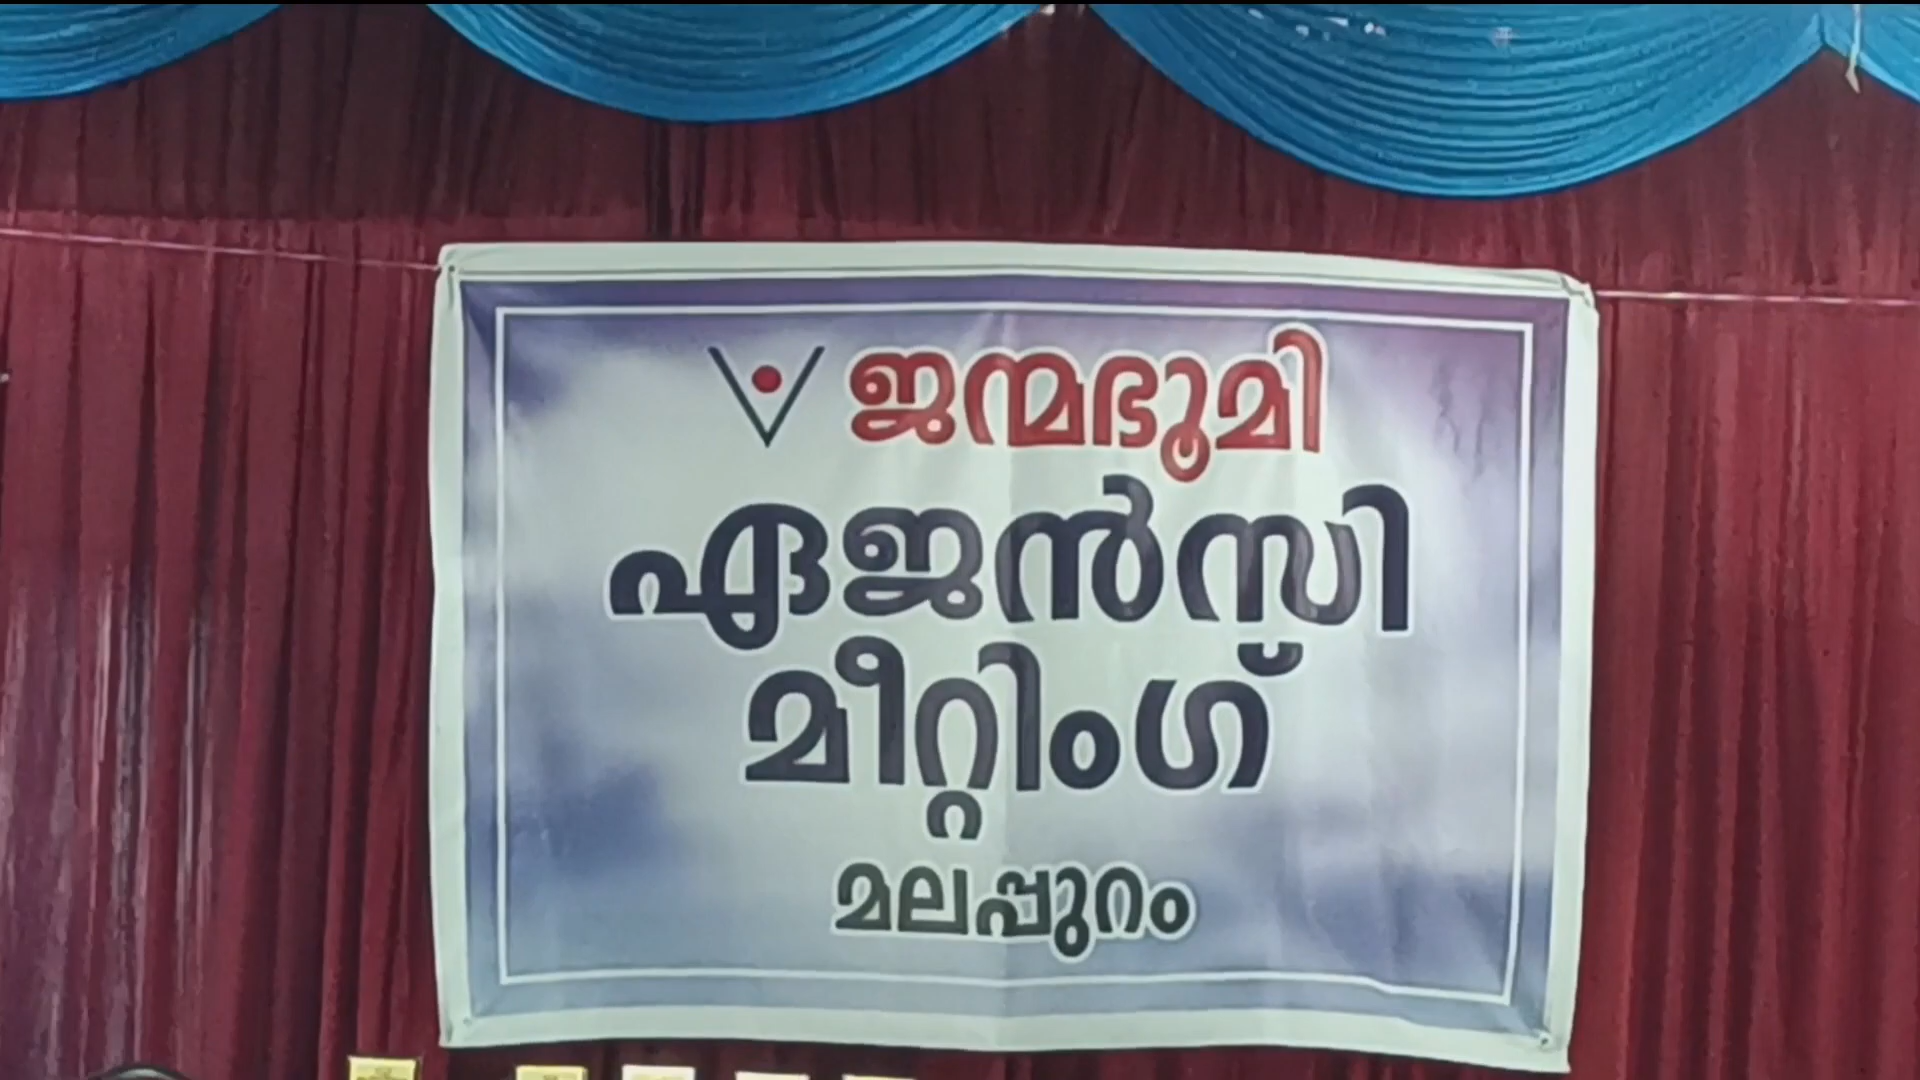 ജന്മഭൂമി
ഏജൻസി
മീറ്റിംഗ്
മലപ്പുറം